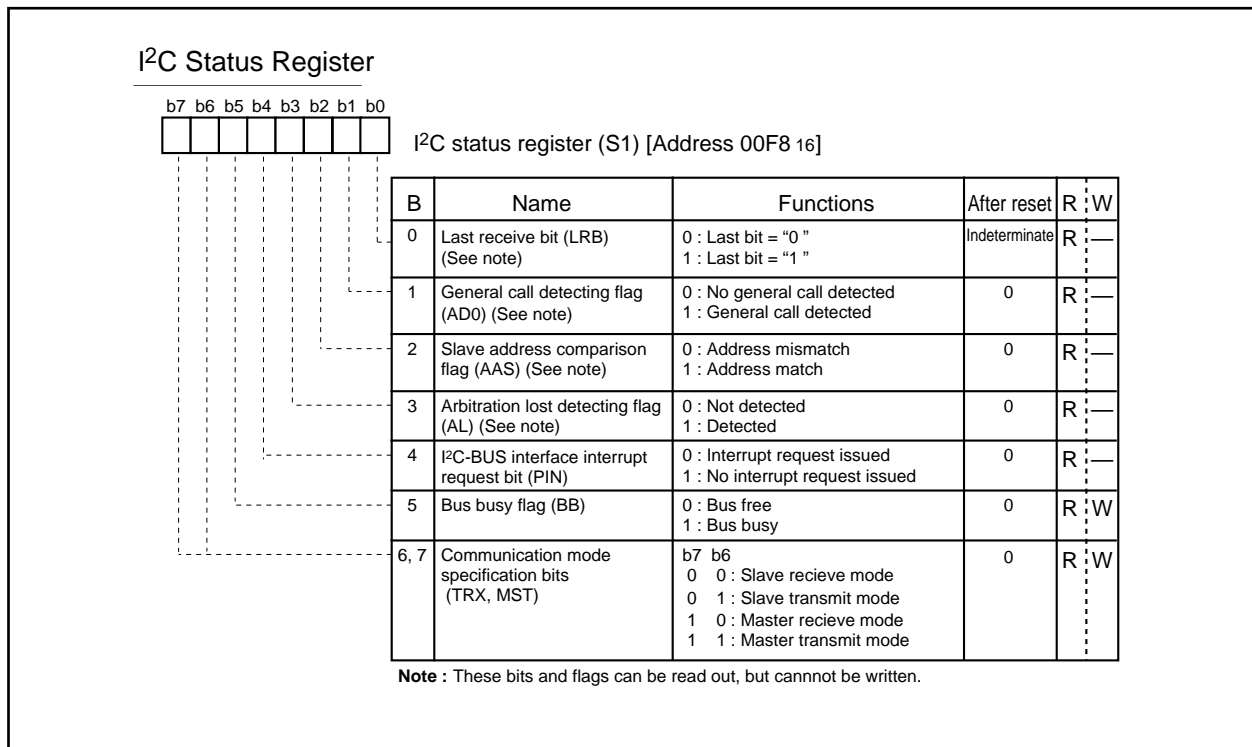 I2C Status Register
b7 b6 b5 b4 b3 b2 b1 b0
I2C status register (S1) [Address 00F8 16]
B Name Functions After reset R W
0 Last receive bit (LRB) (See note) 0 : Last bit = “0 ” 1 : Last bit = “1 ” Indeterminate R —
1 General call detecting flag (AD0) (See note) 0 : No general call detected 1 : General call detected 0 R —
2 Slave address comparison flag (AAS) (See note) 0 : Address mismatch 1 : Address match 0 R —
3 Arbitration lost detecting flag (AL) (See note) 0 : Not detected 1 : Detected 0 R —
4 I2C-BUS interface interrupt request bit (PIN) 0 : Interrupt request issued 1 : No interrupt request issued 0 R —
5 Bus busy flag (BB) 0 : Bus free 1 : Bus busy 0 R W
6, 7 Communication mode specification bits (TRX, MST) b7 b6 0 R W
0 0 : Slave recieve mode
0 1 : Slave transmit mode
1 0 : Master recieve mode
1 1 : Master transmit mode
Note : These bits and flags can be read out, but cannnot be written.